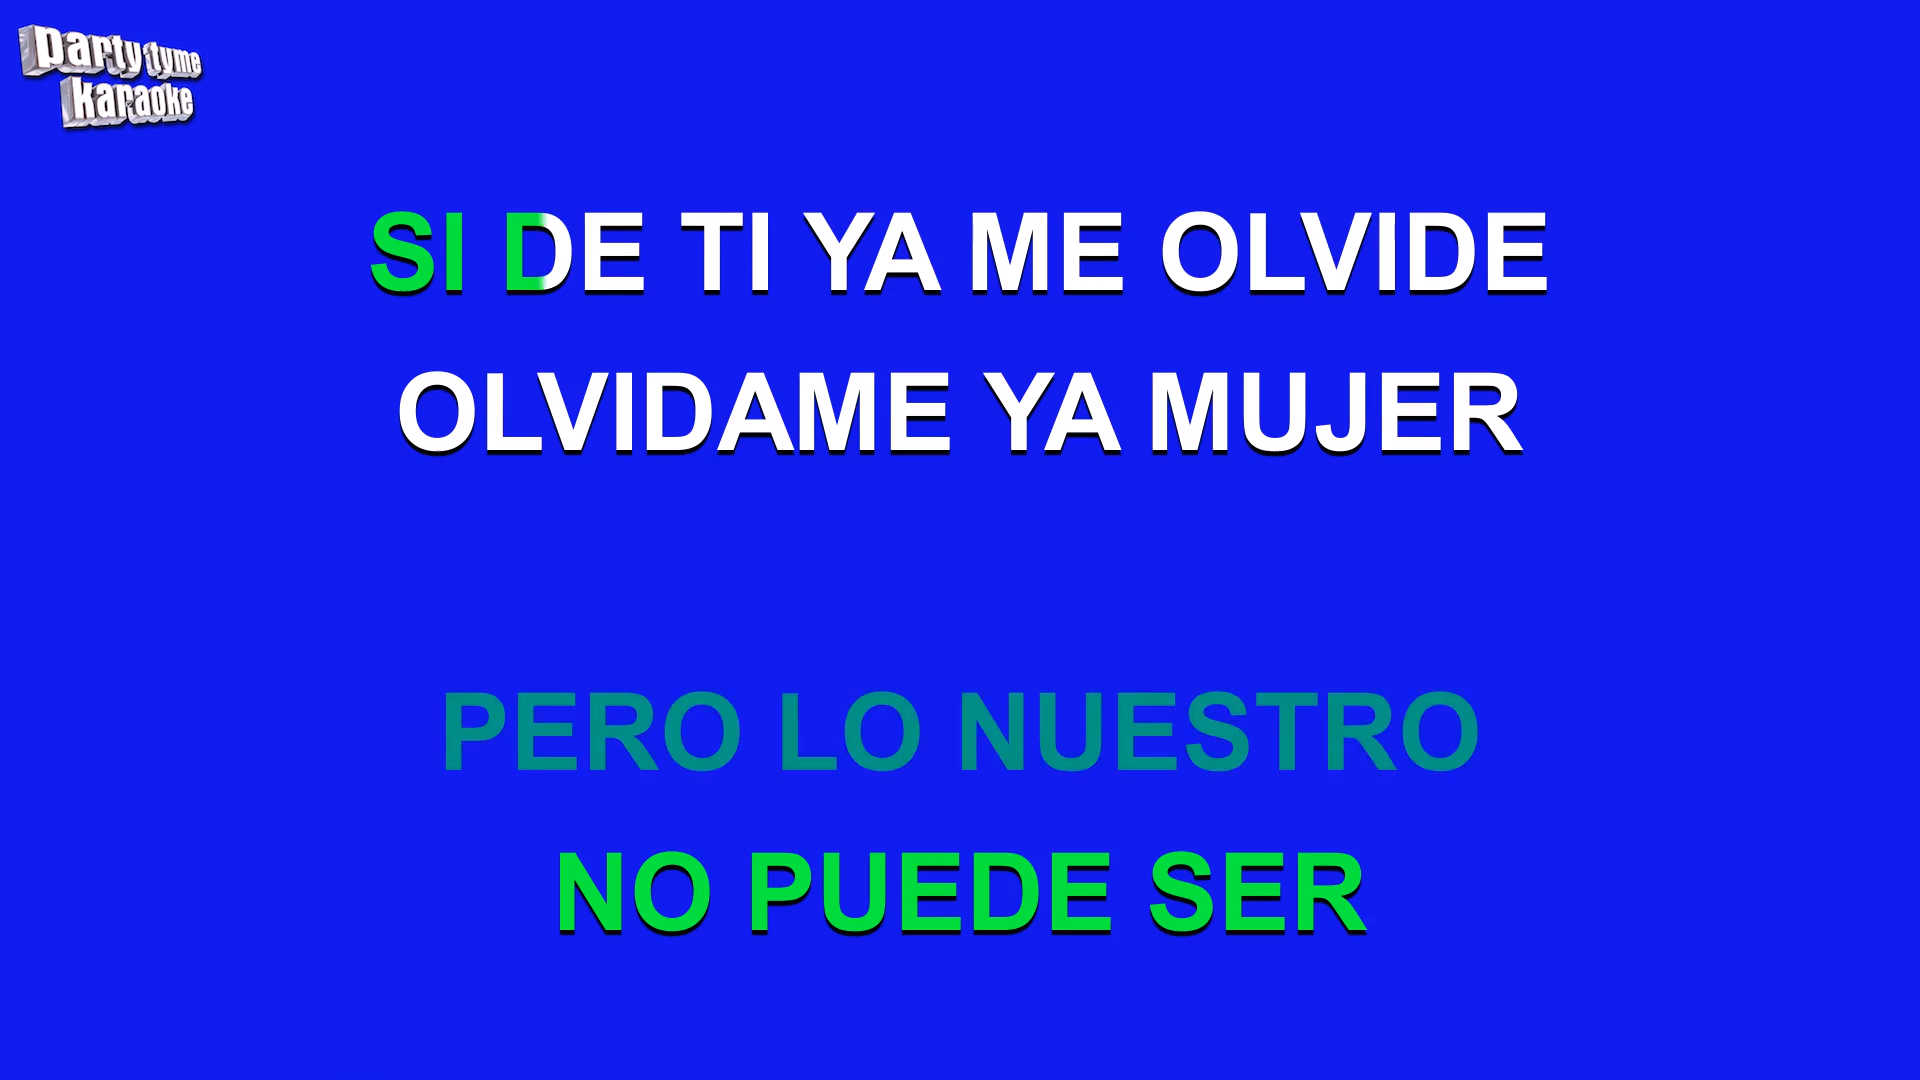 party tyme
karaoke
SI DE TI YA ME OLVIDE
OLVIDAME YA MUJER
PERO LO NUESTRO
NO PUEDE SER